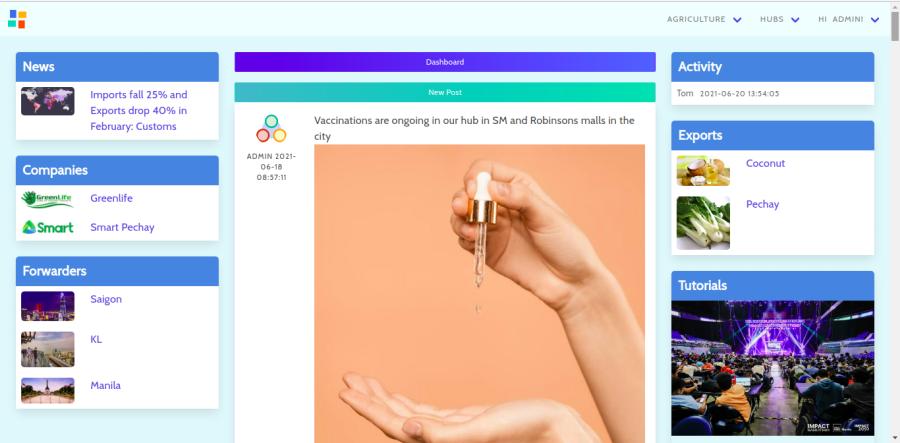 AGRICULTURE HUBS HI ADMIN!
News
Imports fall 25% and
Exports drop 40% in
February: Customs
Companies
GreenLife
Greenlife
Smart
Smart Pechay
Forwarders
Saigon
KL
Manila
Dashboard
New Post
ADMIN 2021-
06-18
08:57:11
Vaccinations are ongoing in our hub in SM and Robinsons malls in the
city
Activity
Tom 2021-06-20 13:54:05
Exports
Coconut
Pechay
Tutorials
IMPACT
IMPACT